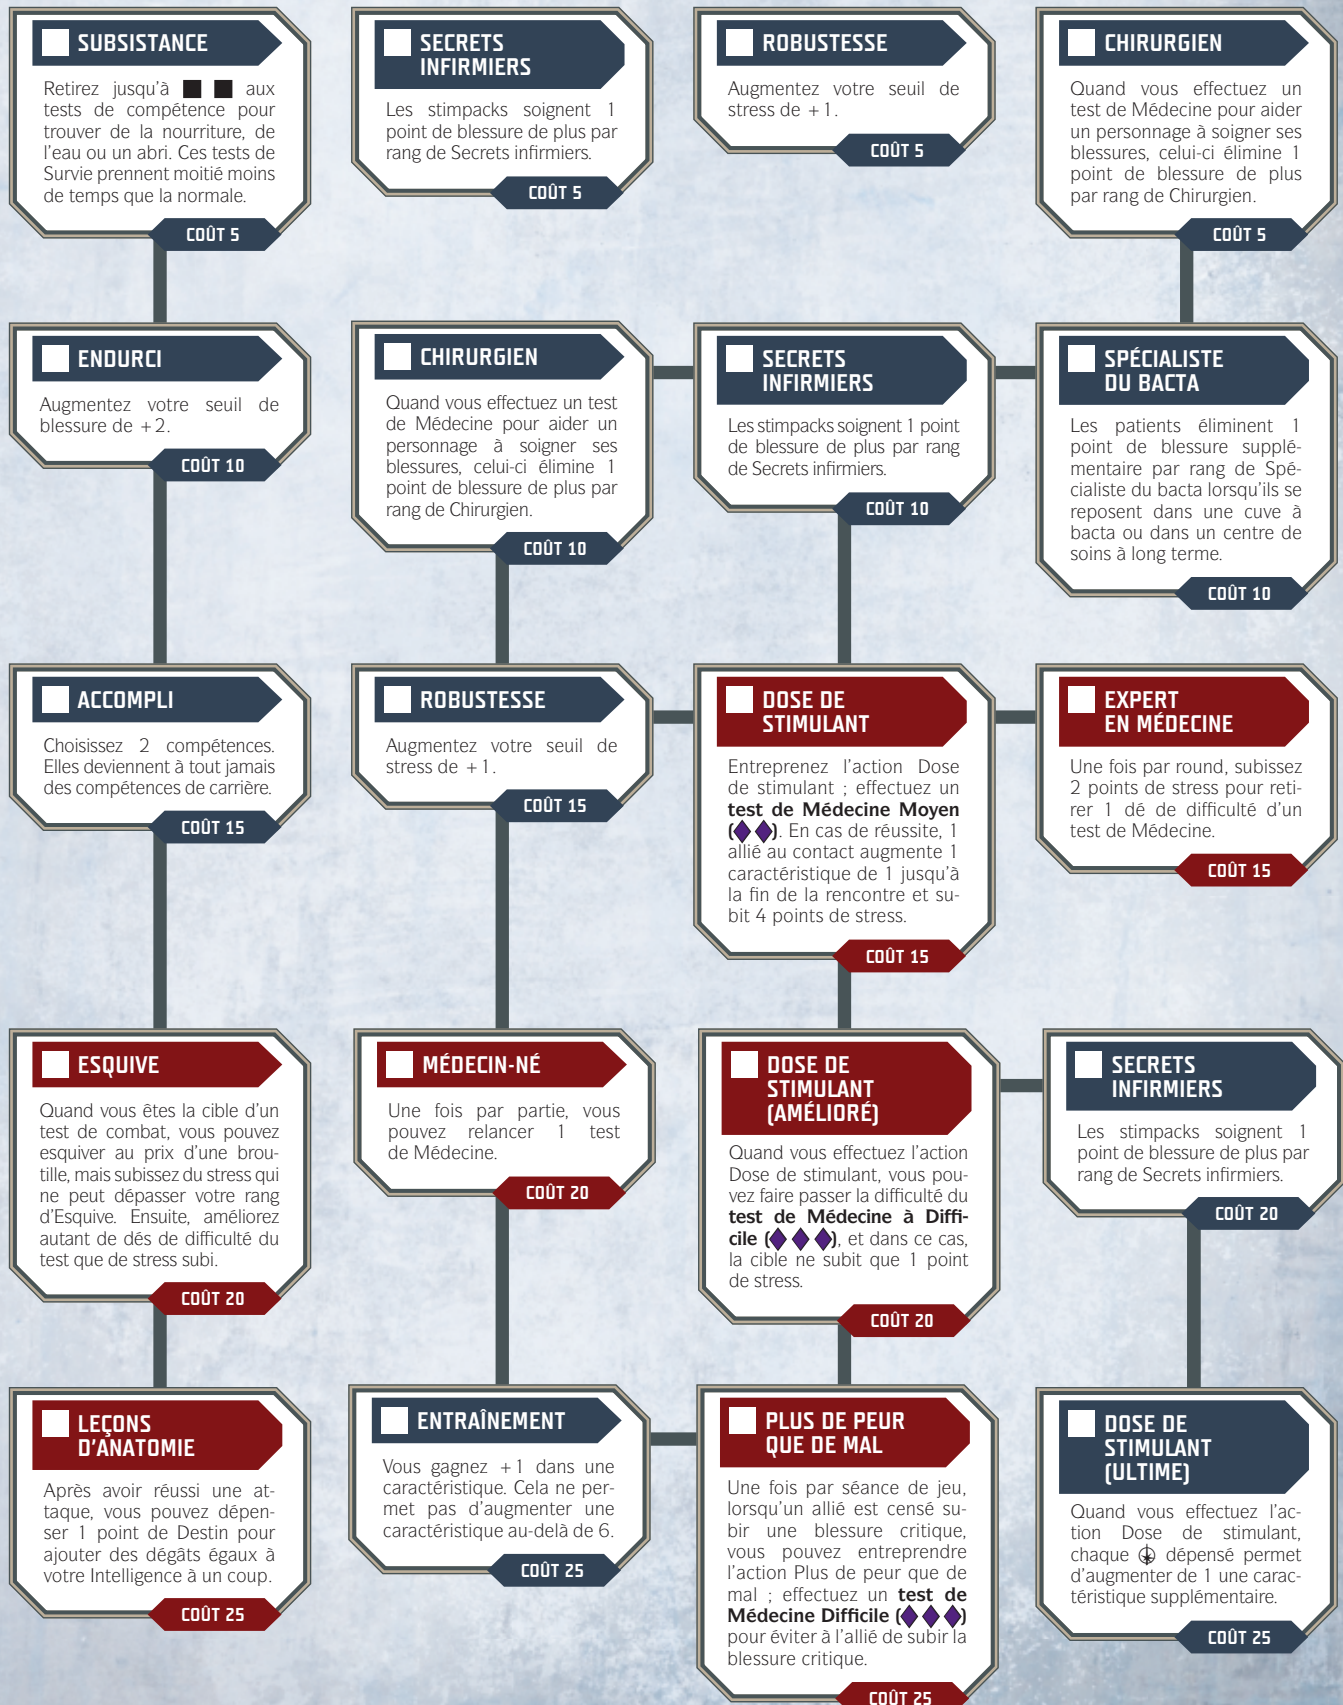 SUBSISTANCE
Retirez jusqu'à ■ ■ aux
tests de compétence pour
trouver de la nourriture, de
l'eau ou un abri. Ces tests de
Survie prennent moitié moins
de temps que la normale.
COÛT 5
SECRETS
INFIRMIERS
Les stimpacks soignent 1
point de blessure de plus par
rang de Secrets infirmiers.
COÛT 5
ROBUSTESSE
Augmentez votre seuil de
stress de +1.
COÛT 5
CHIRURGIEN
Quand vous effectuez un
test de Médecine pour aider
un personnage à soigner ses
blessures, celui-ci élimine 1
point de blessure de plus
par rang de Chirurgien.
COÛT 5
ENDURCI
Augmentez votre seuil de
blessure de +2.
COÛT 10
CHIRURGIEN
Quand vous effectuez un test
de Médecine pour aider un
personnage à soigner ses
blessures, celui-ci élimine 1
point de blessure de plus par
rang de Chirurgien.
COÛT 10
SECRETS
INFIRMIERS
Les stimpacks soignent 1 point
de blessure de plus par rang
de Secrets infirmiers.
COÛT 10
SPÉCIALISTE
DU BACTA
Les patients éliminent 1
point de blessure supplé-
mentaire par rang de Spé-
cialiste du bacta lorsqu'ils se
reposent dans une cuve à
bacta ou dans un centre de
soins à long terme.
COÛT 10
ACCOMPLI
Choisissez 2 compétences.
Elles deviennent à tout jamais
des compétences de carrière.
COÛT 15
ROBUSTESSE
Augmentez votre seuil de
stress de +1.
COÛT 15
DOSE DE
STIMULANT
Entreprenez l'action Dose
de stimulant ; effectuez un
test de Médecine Moyen
(◆ ◆). En cas de réussite, 1
allié au contact augmente 1
caractéristique de 1 jusqu'à
la fin de la rencontre et su-
bit 4 points de stress.
COÛT 15
EXPERT
EN MÉDECINE
Une fois par round, subissez
2 points de stress pour reti-
rer 1 dé de difficulté d'un
test de Médecine.
COÛT 15
ESQUIVE
Quand vous êtes la cible d'un
test de combat, vous pouvez
esquiver au prix d'une brou-
tille, mais subissez du stress qui
ne peut dépasser votre rang
d'Esquive. Ensuite, améliorez
autant de dés de difficulté du
test que de stress subi.
COÛT 20
MÉDECIN-NÉ
Une fois par partie, vous
pouvez relancer 1 test
de Médecine.
COÛT 20
DOSE DE
STIMULANT
(AMÉLIORÉ)
Quand vous effectuez l'action
Dose de stimulant, vous pou-
vez faire passer la difficulté du
test de Médecine à Diffi-
cile (◆ ◆ ◆), et dans ce cas,
la cible ne subit que 1 point
de stress.
COÛT 20
SECRETS
INFIRMIERS
Les stimpacks soignent 1
point de blessure de plus par
rang de Secrets infirmiers.
COÛT 20
LEÇONS
D'ANATOMIE
Après avoir réussi une at-
taque, vous pouvez dépen-
ser 1 point de Destin pour
ajouter des dégâts égaux à
votre Intelligence à un coup.
COÛT 25
ENTRAÎNEMENT
Vous gagnez +1 dans une
caractéristique. Cela ne per-
met pas d'augmenter une
caractéristique au-delà de 6.
COÛT 25
PLUS DE PEUR
QUE DE MAL
Une fois par séance de jeu,
lorsqu'un allié est censé su-
bir une blessure critique,
vous pouvez entreprendre
l'action Plus de peur que de
mal ; effectuez un test de
Médecine Difficile (◆ ◆ ◆)
pour éviter à l'allié de subir la
blessure critique.
COÛT 25
DOSE DE
STIMULANT
(ULTIME)
Quand vous effectuez l'ac-
tion Dose de stimulant,
chaque dépensé permet
d'augmenter de 1 une carac-
téristique supplémentaire.
COÛT 25